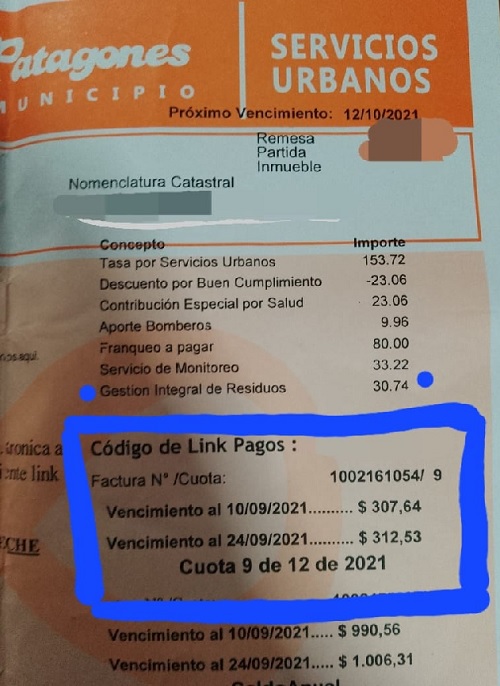 Patagones
MUNICIPIO
SERVICIOS
URBANOS
Próximo Vencimiento: 12/10/2021
Remesa
Partida
Inmueble
Nomenclatura Catastral
Concepto Importe
Tasa por Servicios Urbanos 153.72
Descuento por Buen Cumplimiento -23.06
Contribución Especial por Salud 23.06
Aporte Bomberos 9.96
Franqueo a pagar 80.00
Servicio de Monitoreo 33.22
Gestion Integral de Residuos 30.74
Código de Link Pagos :
Factura N° /Cuota: 1002161054/ 9
Vencimiento al 10/09/2021.......... $ 307,64
Vencimiento al 24/09/2021.......... $ 312,53
Cuota 9 de 12 de 2021
Vencimiento al 10/09/2021..... $ 990,56
Vencimiento al 24/09/2021..... $ 1.006,31